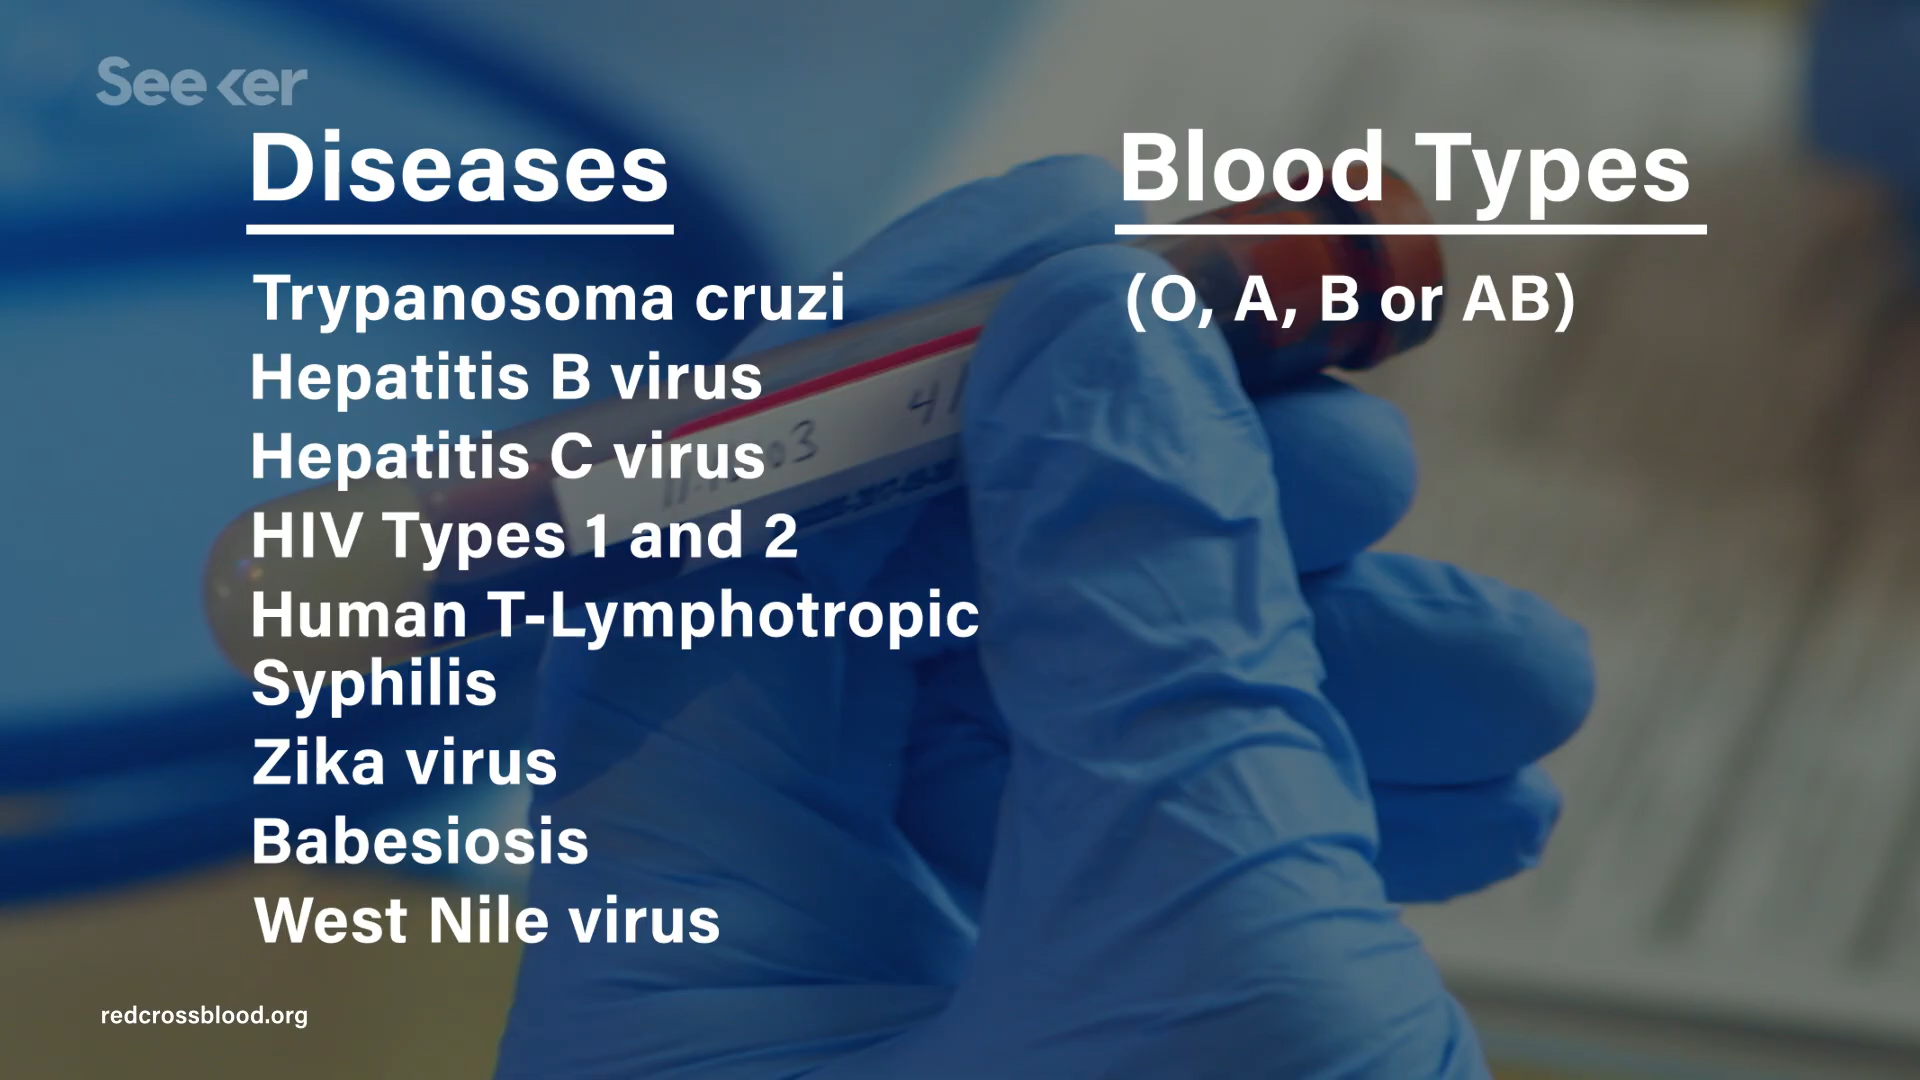 Seeker
Diseases
Trypanosoma cruzi
Hepatitis B virus
Hepatitis C virus
HIV Types 1 and 2
Human T-Lymphotropic
Syphilis
Zika virus
Babesiosis
West Nile virus
Blood Types
(O, A, B or AB)
redcrossblood.org